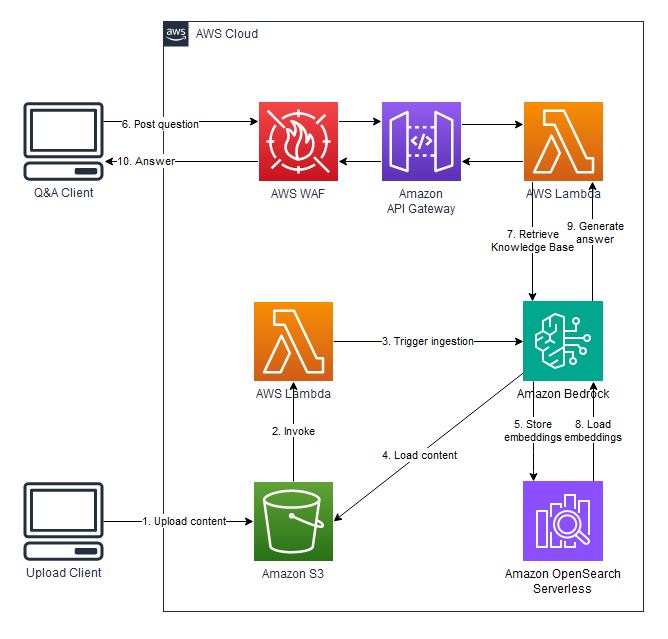 aws
AWS Cloud
6. Post question
10. Answer
Q&A Client
AWS WAF
Amazon
API Gateway
AWS Lambda
7. Retrieve
Knowledge Base
9. Generate
answer
3. Trigger ingestion
AWS Lambda
Amazon Bedrock
2. Invoke
4. Load content
5. Store
embeddings
8. Load
embeddings
1. Upload content
Upload Client
Amazon S3
Amazon OpenSearch
Serverless